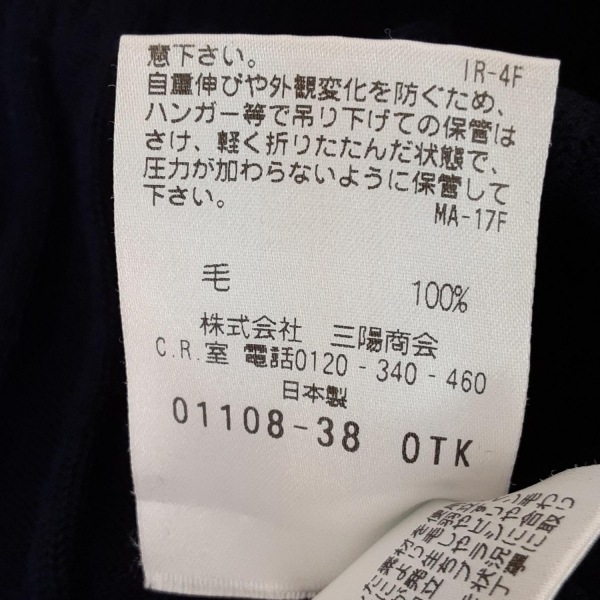 意下さい。
IR-4F
自重伸びや外観変化を防ぐため、
ハンガー等で吊り下げての保管は
さけ、軽く折りたたんだ状態で、
圧力が加わらないように保管して
下さい。
MA-17F
毛 100%
株式会社 三陽商会
C.R.室 電話0120-340-460
日本製
01108-38 OTK